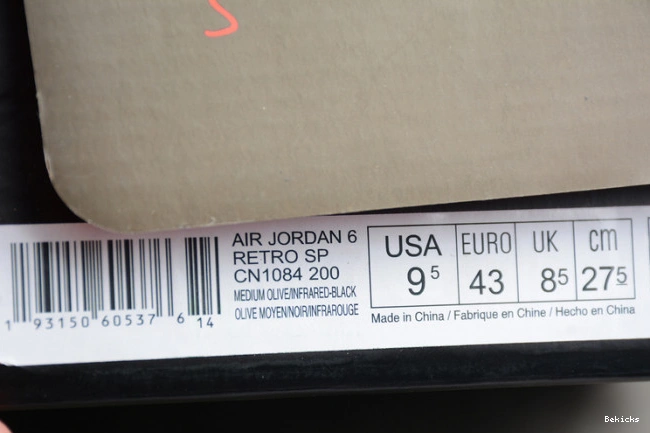 S
AIR JORDAN 6
RETRO SP
CN1084 200
MEDIUM OLIVE/INFRARED-BLACK
OLIVE MOYEN/NOIR/INFRAROUGE
1 93150 60537 6 14
USA EURO UK cm
9 5 43 8 5 27 5
Made in China / Fabrique en Chine / Hecho en China
Bekicks